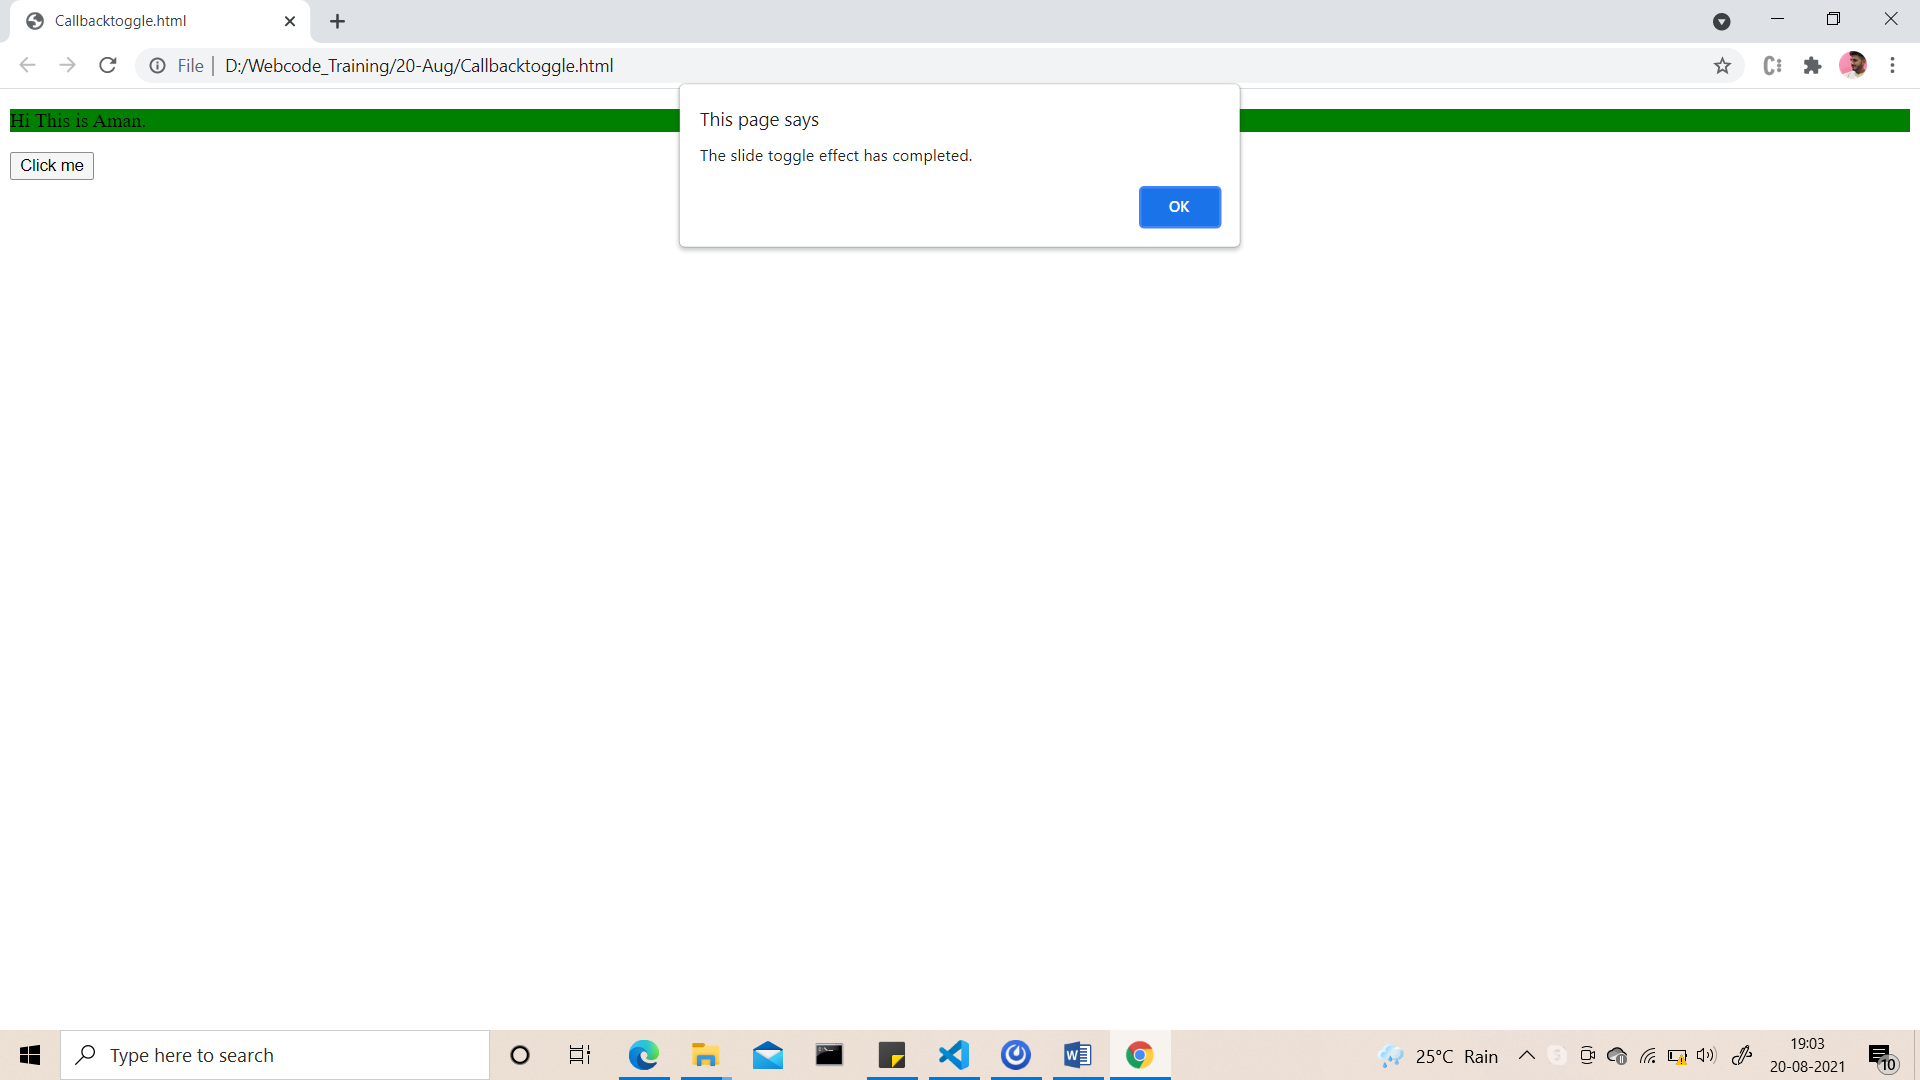 Callbacktoggle.html
File | D:/Webcode_Training/20-Aug/Callbacktoggle.html
This page says
The slide toggle effect has completed.
OK
Hi This is Aman.
Click me
Type here to search
25°C Rain
19:03
20-08-2021
10